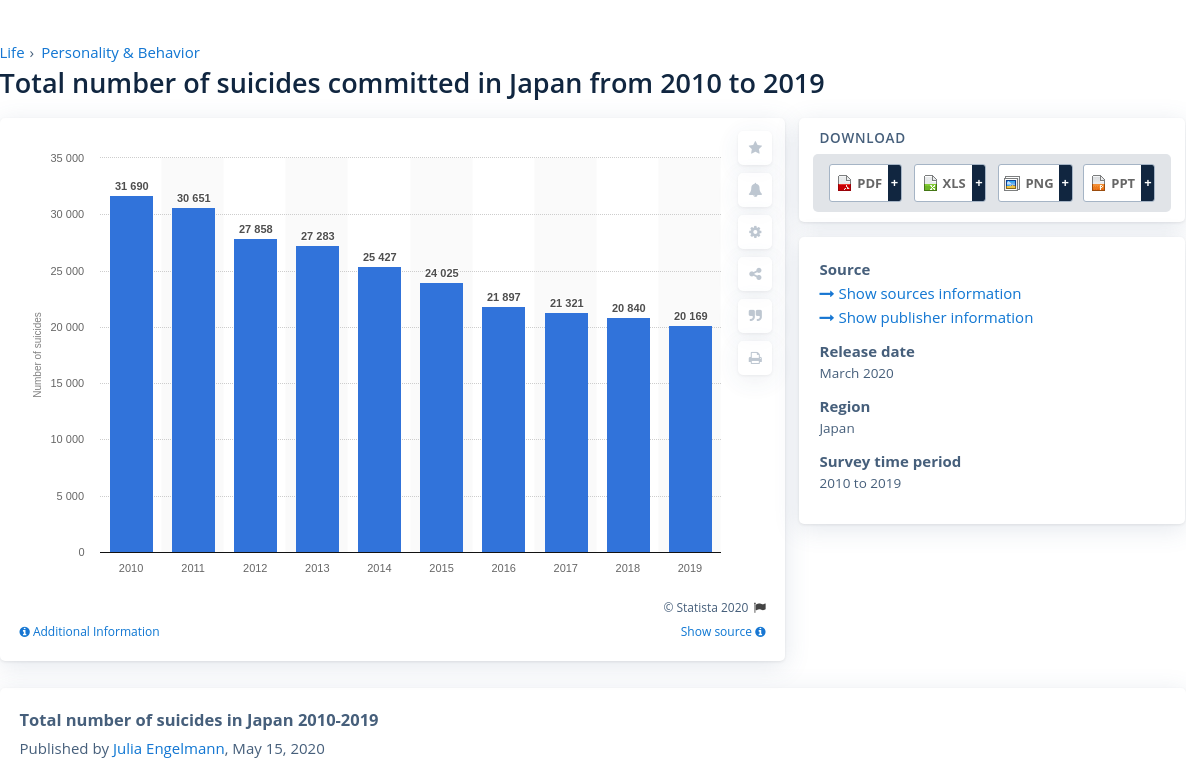 Life › Personality & Behavior
Total number of suicides committed in Japan from 2010 to 2019
35 000
30 000
25 000
20 000
15 000
10 000
5 000
0
Number of suicides
31 690
30 651
27 858
27 283
25 427
24 025
21 897
21 321
20 840
20 169
2010 2011 2012 2013 2014 2015 2016 2017 2018 2019
© Statista 2020
Additional Information
Show source
DOWNLOAD
PDF + XLS + PNG + PPT +
Source
Show sources information
Show publisher information
Release date
March 2020
Region
Japan
Survey time period
2010 to 2019
Total number of suicides in Japan 2010-2019
Published by Julia Engelmann, May 15, 2020